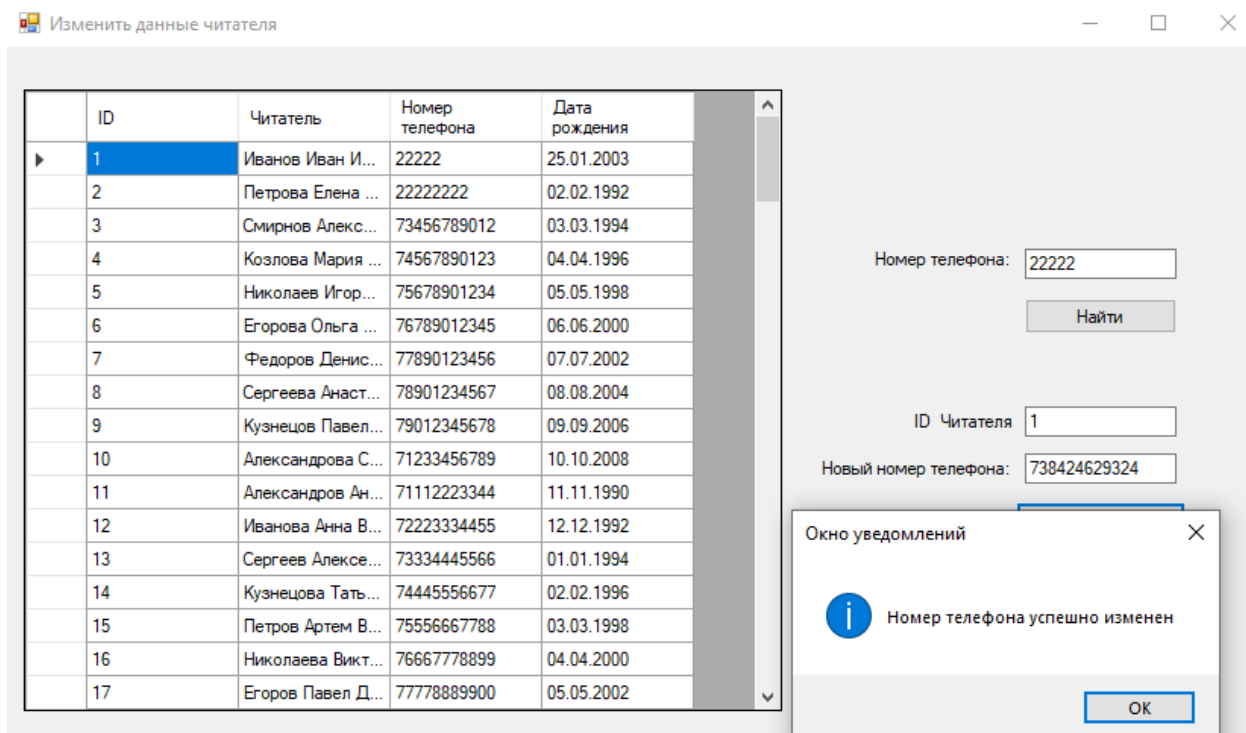 Изменить данные читателя
ID Читатель Номер телефона Дата рождения
1 Иванов Иван И... 22222 25.01.2003
2 Петрова Елена ... 22222222 02.02.1992
3 Смирнов Алекс... 73456789012 03.03.1994
4 Козлова Мария ... 74567890123 04.04.1996
5 Николаев Игор... 75678901234 05.05.1998
6 Егорова Ольга ... 76789012345 06.06.2000
7 Федоров Денис... 77890123456 07.07.2002
8 Сергеева Анаст... 78901234567 08.08.2004
9 Кузнецов Павел... 79012345678 09.09.2006
10 Александрова С... 71233456789 10.10.2008
11 Александров Ан... 71112223344 11.11.1990
12 Иванова Анна В... 72223334455 12.12.1992
13 Сергеев Алексе... 73334445566 01.01.1994
14 Кузнецова Тать... 74445556677 02.02.1996
15 Петров Артем В... 75556667788 03.03.1998
16 Николаева Викт... 76667778899 04.04.2000
17 Егоров Павел Д... 77778889900 05.05.2002
Номер телефона: 22222
Найти
ID Читателя 1
Новый номер телефона: 738424629324
Окно уведомлений
Номер телефона успешно изменен
OK